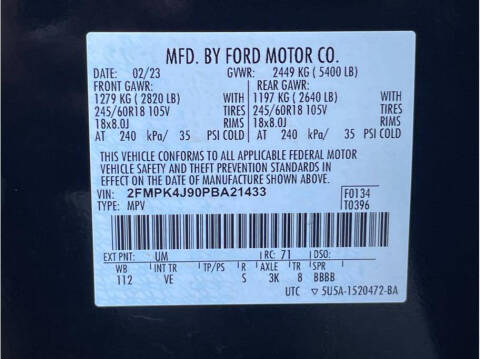 MFD. BY FORD MOTOR CO.
DATE: 02/23 GVWR: 2449 KG (5400 LB)
FRONT GAWR: REAR GAWR:
1279 KG (2820 LB) WITH 1197 KG (2640 LB) WITH
245/60R18 105V TIRES 245/60R18 105V TIRES
18x8.0J RIMS 18x8.0J RIMS
AT 240 kPa/ 35 PSI COLD AT 240 kPa/ 35 PSI COLD
THIS VEHICLE CONFORMS TO ALL APPLICABLE FEDERAL MOTOR
VEHICLE SAFETY AND THEFT PREVENTION STANDARDS IN
EFFECT ON THE DATE OF MANUFACTURE SHOWN ABOVE.
VIN: 2FMPK4J90PBA21433 F0134
TYPE: MPV T0396
EXT PNT: UM RC: 71 DSO:
WB INT TR TP/PS R AXLE TR SPR
112 VE S 3K 8 BBBB
UTC ▽5U5A-1520472-BA